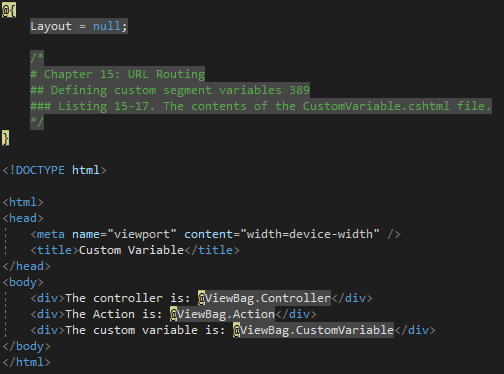 @{
    Layout = null;

    /*
    # Chapter 15: URL Routing
    ## Defining custom segment variables 389
    ### Listing 15-17. The contents of the CustomVariable.cshtml file.
    */
}

<!DOCTYPE html>

<html>
<head>
    <meta name="viewport" content="width=device-width" />
    <title>Custom Variable</title>
</head>
<body>
    <div>The controller is: @ViewBag.Controller</div>
    <div>The Action is: @ViewBag.Action</div>
    <div>The custom variable is: @ViewBag.CustomVariable</div>
</body>
</html>